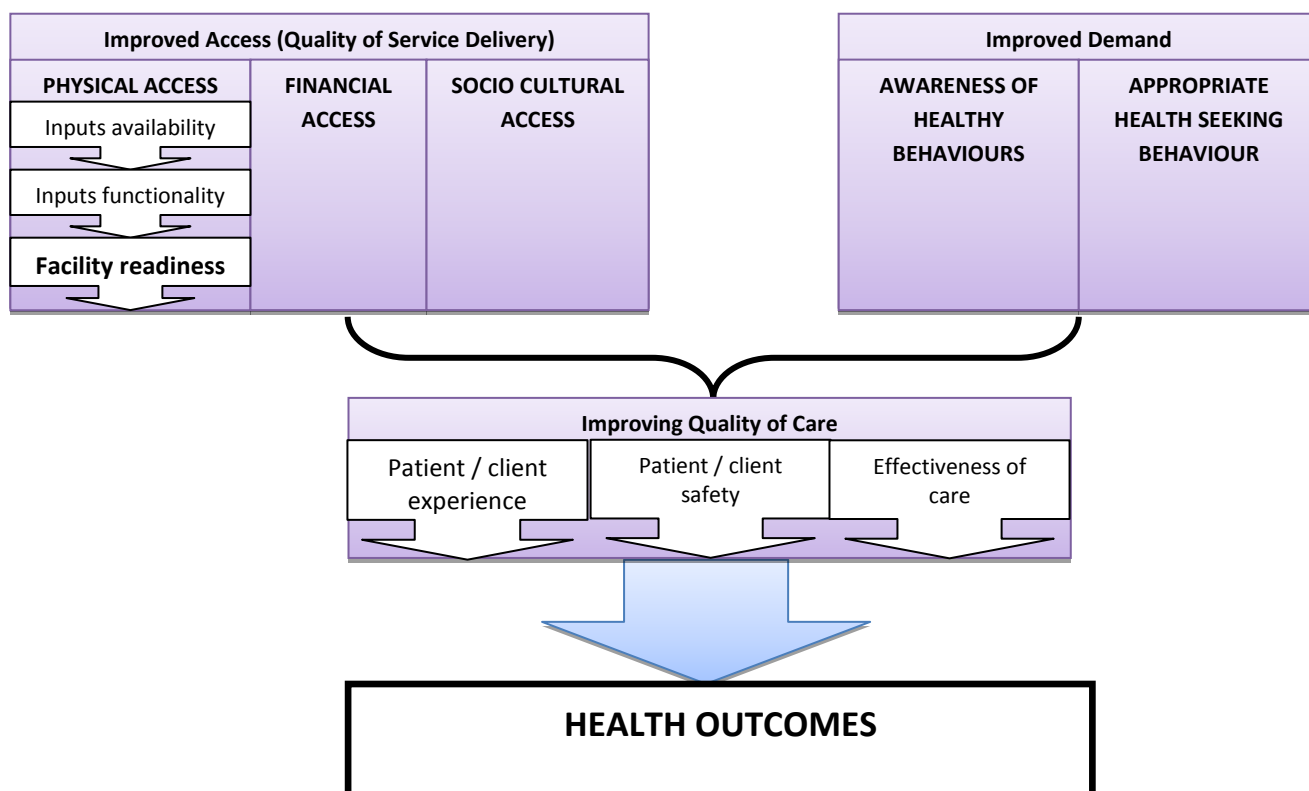 Improved Access (Quality of Service Delivery)
PHYSICAL ACCESS
Inputs availability
Inputs functionality
Facility readiness
FINANCIAL
ACCESS
SOCIO CULTURAL
ACCESS
Improved Demand
AWARENESS OF
HEALTHY
BEHAVIOURS
APPROPRIATE
HEALTH SEEKING
BEHAVIOUR
Improving Quality of Care
Patient / client
experience
Patient / client
safety
Effectiveness of
care
HEALTH OUTCOMES